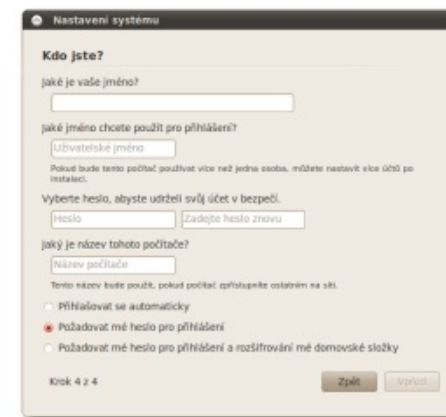 Nastavení systému
Kdo jste?
Jaké je vaše jméno?
Jaké jméno chcete použít pro přihlášení?
Uživatelské jméno
Pokud bude tento počítač používat více než jedna osoba, můžete nastavit více účtů po
instalaci.
Vyberte heslo, abyste udrželi svůj účet v bezpečí.
Heslo Zadejte heslo znovu
Jaký je název tohoto počítače?
Název počítače
Tento název bude použit, pokud počítač zpřístupníte ostatním na síti.
Přihlašovat se automaticky
Požadovat mé heslo pro přihlášení
Požadovat mé heslo pro přihlášení a rozšifrování mé domovské složky
Krok 4 z 4 Zpět Vpřed